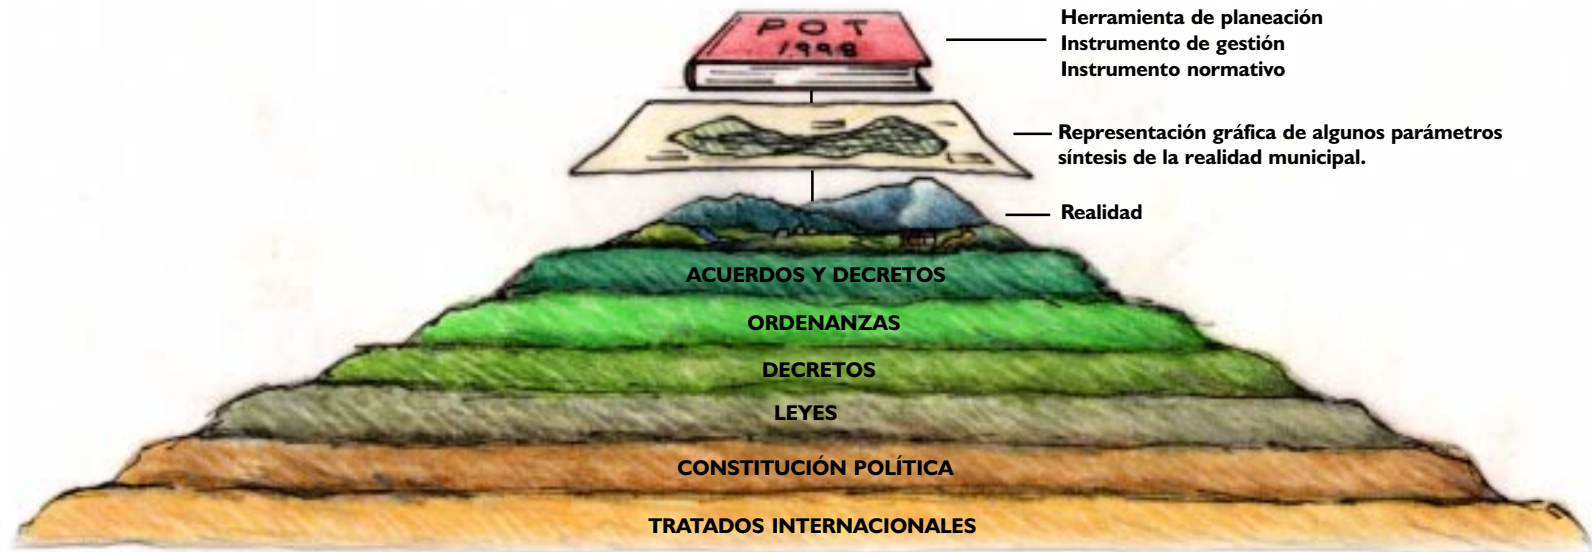 POT
1998
Herramienta de planeación
Instrumento de gestión
Instrumento normativo
Representación gráfica de algunos parámetros
síntesis de la realidad municipal.
Realidad
ACUERDOS Y DECRETOS
ORDENANZAS
DECRETOS
LEYES
CONSTITUCIÓN POLÍTICA
TRATADOS INTERNACIONALES